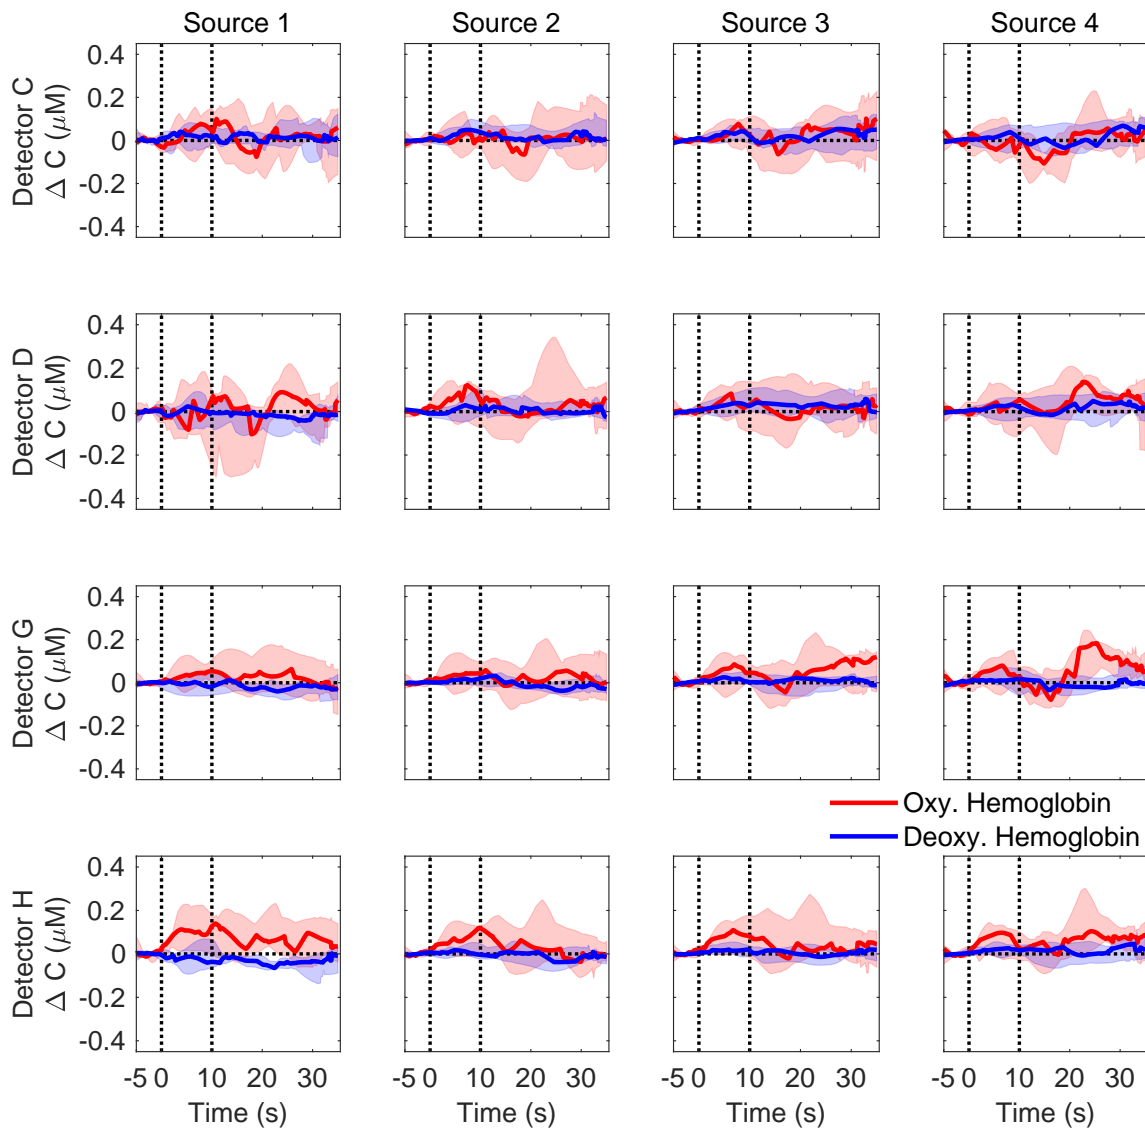 Source 1 Source 2 Source 3 Source 4
Detector C
Δ C (μM)
0.4
0.2
0
-0.2
-0.4
Detector D
Δ C (μM)
0.4
0.2
0
-0.2
-0.4
Detector G
Δ C (μM)
0.4
0.2
0
-0.2
-0.4
Oxy. Hemoglobin
Deoxy. Hemoglobin
Detector H
Δ C (μM)
0.4
0.2
0
-0.2
-0.4
-5 0 10 20 30 -5 0 10 20 30 -5 0 10 20 30 -5 0 10 20 30
Time (s) Time (s) Time (s) Time (s)